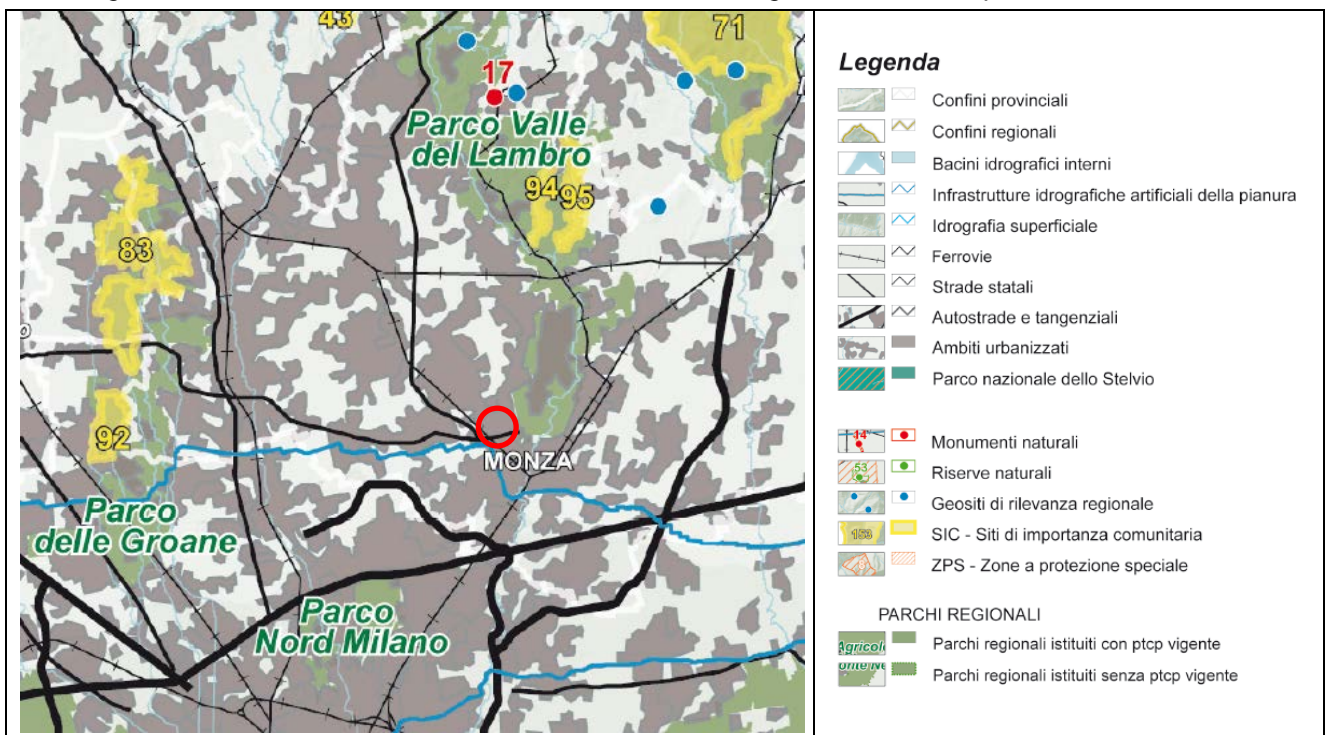 43
71
17
Parco Valle
del Lambro
94
95
83
92
MONZA
Parco
delle Groane
Parco
Nord Milano
Legenda
Confini provinciali
Confini regionali
Bacini idrografici interni
Infrastrutture idrografiche artificiali della pianura
Idrografia superficiale
Ferrovie
Strade statali
Autostrade e tangenziali
Ambiti urbanizzati
Parco nazionale dello Stelvio
14
Monumenti naturali
53
Riserve naturali
Geositi di rilevanza regionale
159
SIC - Siti di importanza comunitaria
ZPS - Zone a protezione speciale
PARCHI REGIONALI
Agricol
Parchi regionali istituiti con ptcp vigente
Parchi regionali istituiti senza ptcp vigente